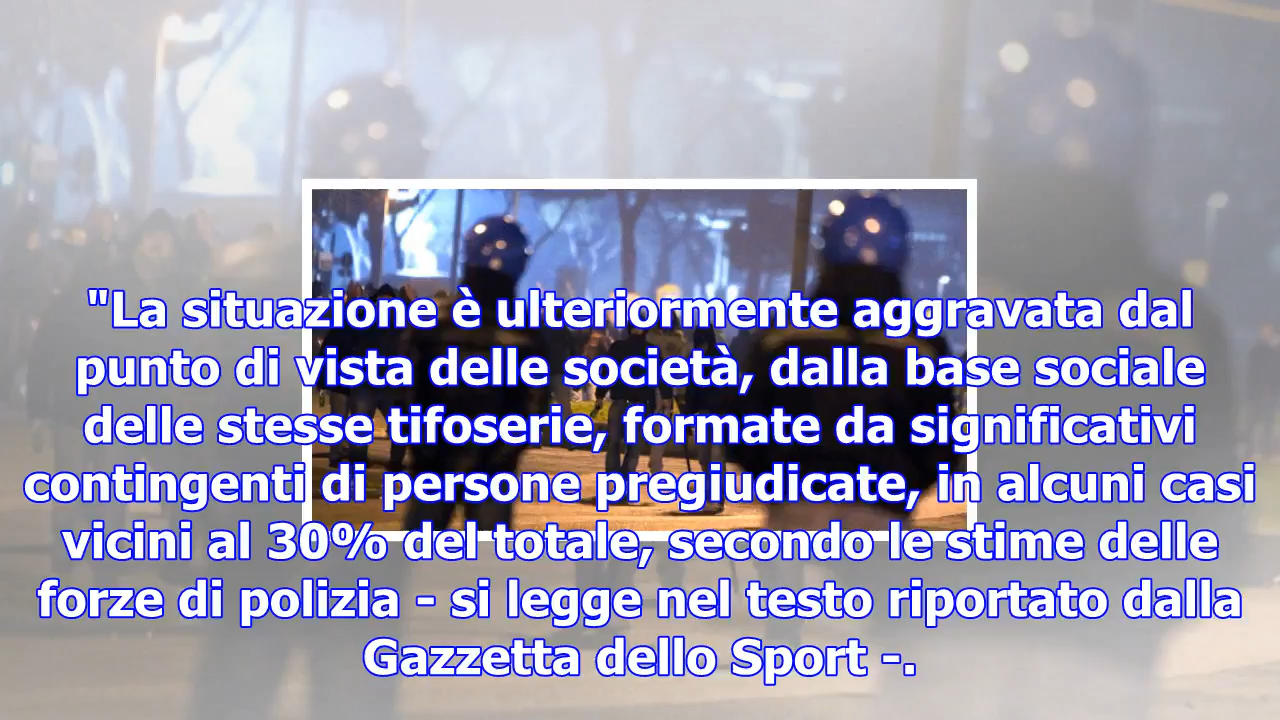 "La situazione è ulteriormente aggravata dal
punto di vista delle società, dalla base sociale
delle stesse tifoserie, formate da significativi
contingenti di persone pregiudicate, in alcuni casi
vicini al 30% del totale, secondo le stime delle
forze di polizia - si legge nel testo riportato dalla
Gazzetta dello Sport -.